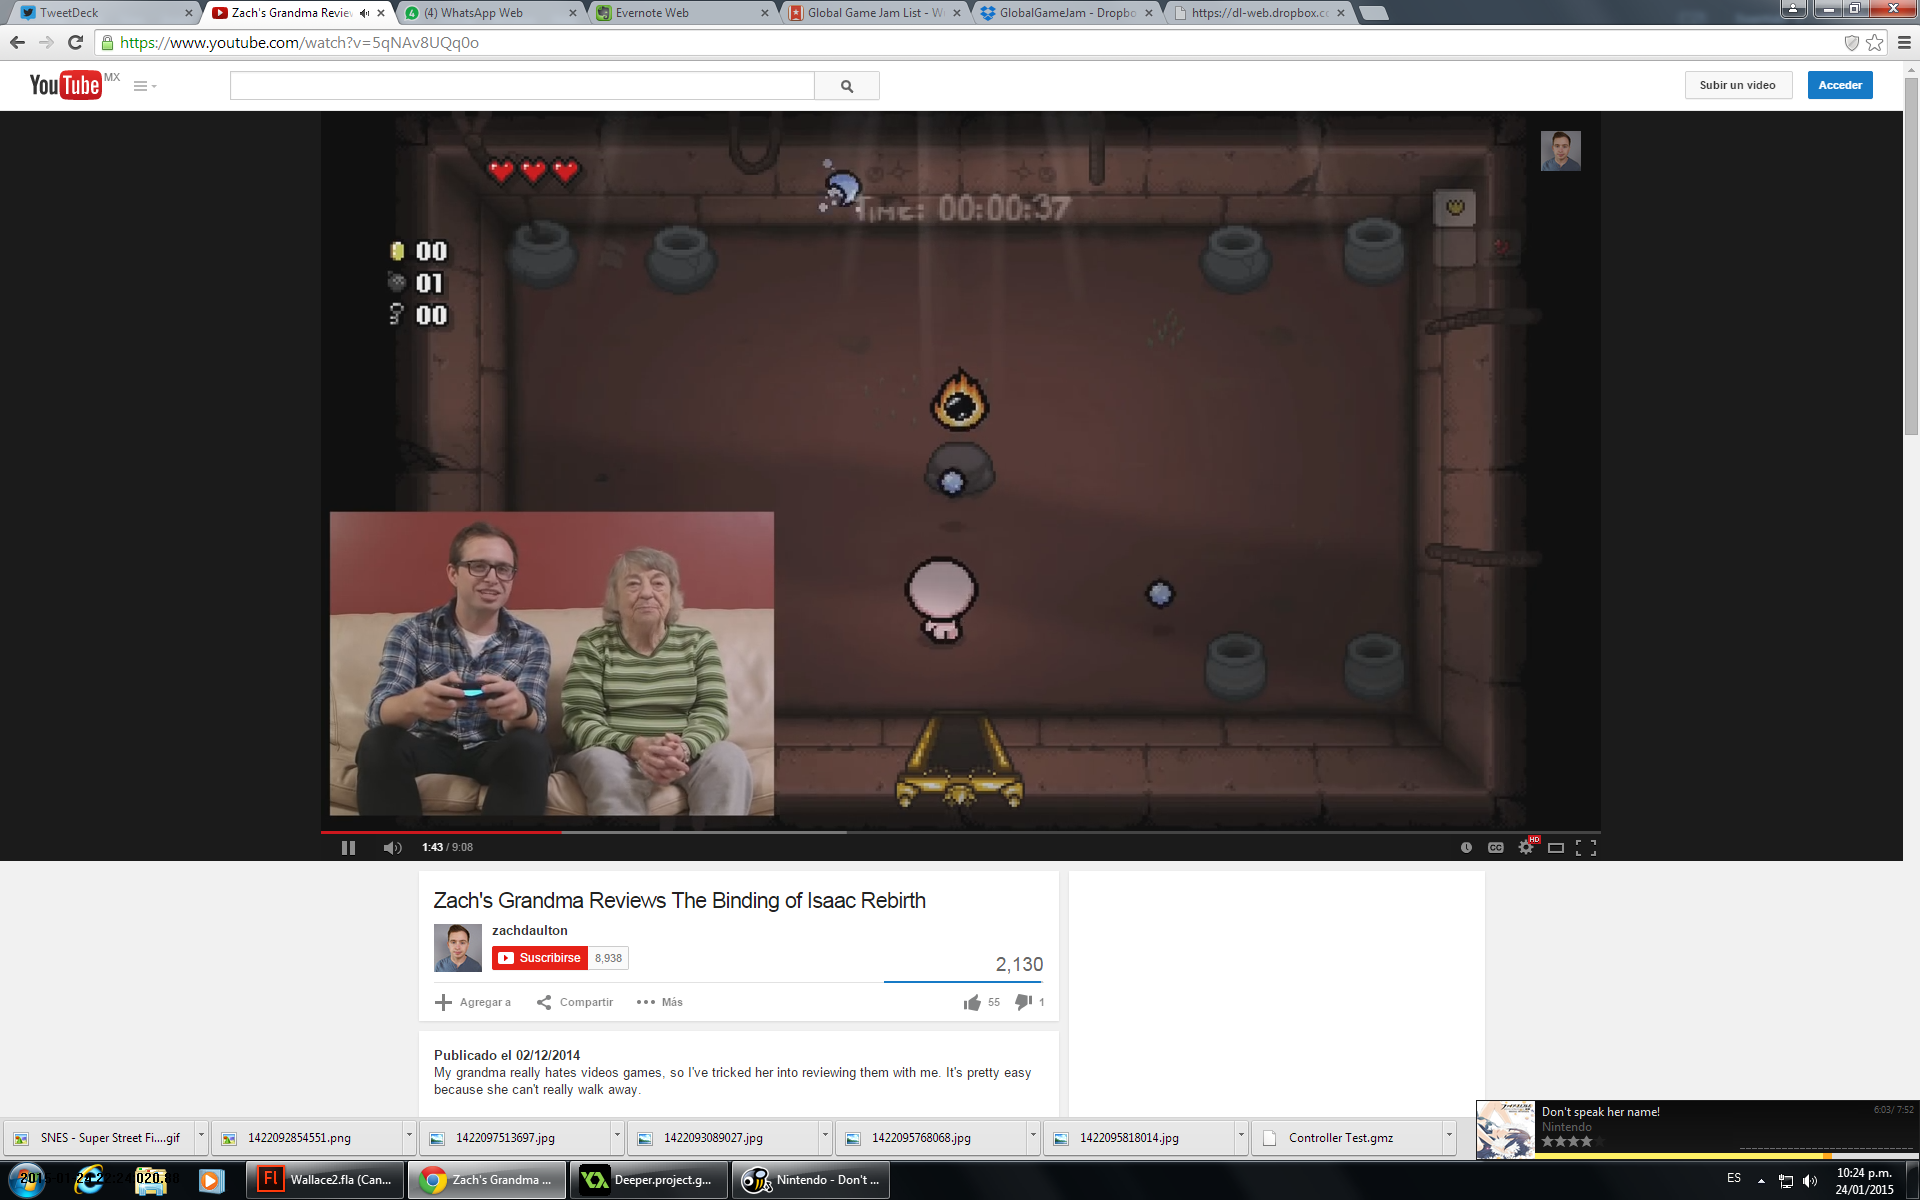 TweetDeck
Zach's Grandma Review
(4) WhatsApp Web
Evernote Web
Global Game Jam List - W
GlobalGameJam - Dropbo
https://dl-web.dropbox.c
https://www.youtube.com/watch?v=5qNAv8UQq0o
YouTube MX
Subir un video
Acceder
TIME: 00:00:37
00
01
00
1:43 / 9:08
CC
HD
Zach's Grandma Reviews The Binding of Isaac Rebirth
zachdaulton
Suscribirse 8,938
2,130
Agregar a
Compartir
Más
55
1
Publicado el 02/12/2014
My grandma really hates videos games, so I've tricked her into reviewing them with me. It's pretty easy
because she can't really walk away.
Don't speak her name!
6:03/ 7:52
Nintendo
SNES - Super Street Fi....gif
1422092854551.png
1422097513697.jpg
1422093089027.jpg
1422095768068.jpg
1422095818014.jpg
Controller Test.gmz
Wallace2.fla (Can...
Zach's Grandma ...
Deeper.project.g...
Nintendo - Don't ...
ES
10:24 p.m.
24/01/2015